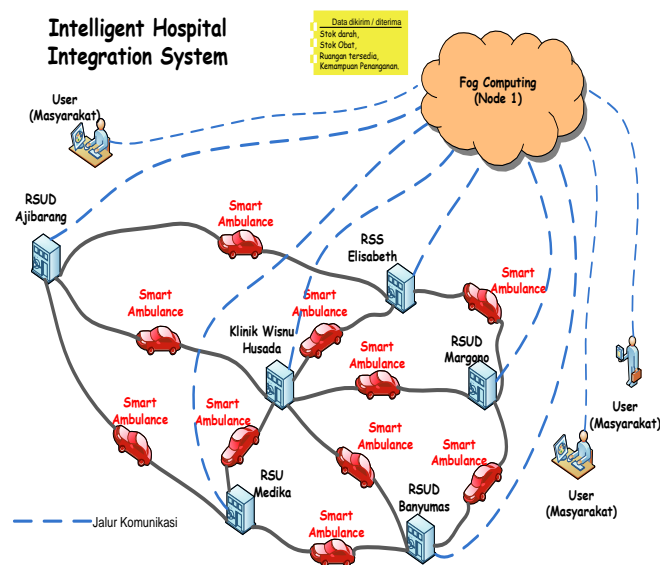 Intelligent Hospital
Integration System
Data dikirim / diterima
Stok darah,
Stok Obat,
Ruangan tersedia,
Kemampuan Penanganan.
Fog Computing
(Node 1)
User
(Masyarakat)
RSUD
Ajibarang
Smart
Ambulance
RSS
Elisabeth
Smart
Ambulance
Smart
Ambulance
Smart
Ambulance
Klinik Wisnu
Husada
RSUD
Margono
Smart
Ambulance
Smart
Ambulance
Smart
Ambulance
Smart
Ambulance
Smart
Ambulance
User
(Masyarakat)
RSU
Medika
RSUD
Banyumas
User
(Masyarakat)
Smart
Ambulance
Jalur Komunikasi